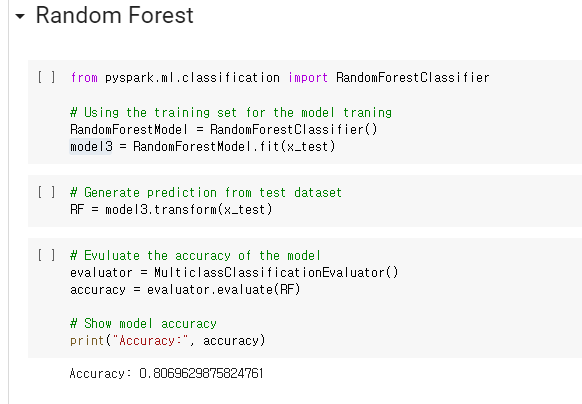 Random Forest
[ ] from pyspark.ml.classification import RandomForestClassifier
# Using the training set for the model traning
RandomForestModel = RandomForestClassifier()
model3 = RandomForestModel.fit(x_test)
[ ] # Generate prediction from test dataset
RF = model3.transform(x_test)
[ ] # Evuluate the accuracy of the model
evaluator = MulticlassClassificationEvaluator()
accuracy = evaluator.evaluate(RF)
# Show model accuracy
print("Accuracy:", accuracy)
Accuracy: 0.8069629875824761